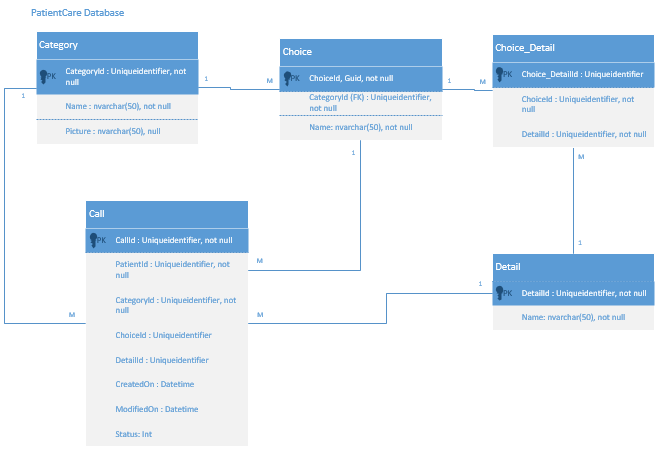 PatientCare Database
Category
PK
CategoryId : Uniqueidentifier, not
null
Name : nvarchar(50), not null
Picture : nvarchar(50), null
1
M
1
Choice
PK
ChoiceId, Guid, not null
CategoryId (FK) : Uniqueidentifier,
not null
Name: nvarchar(50), not null
1
M
1
Choice_Detail
PK
Choice_DetailId : Uniqueidentifier
ChoiceId : Uniqueidentifier, not
null
DetailId : Uniqueidentifier, not null
M
1
Call
PK
CallId : Uniqueidentifier, not null
PatientId : Uniqueidentifier, not
null
CategoryId : Uniqueidentifier, not
null
ChoiceId : Uniqueidentifier
DetailId : Uniqueidentifier
CreatedOn : Datetime
ModifiedOn : Datetime
Status: Int
M
M
M
1
Detail
PK
DetailId : Uniqueidentifier, not null
Name: nvarchar(50), not null